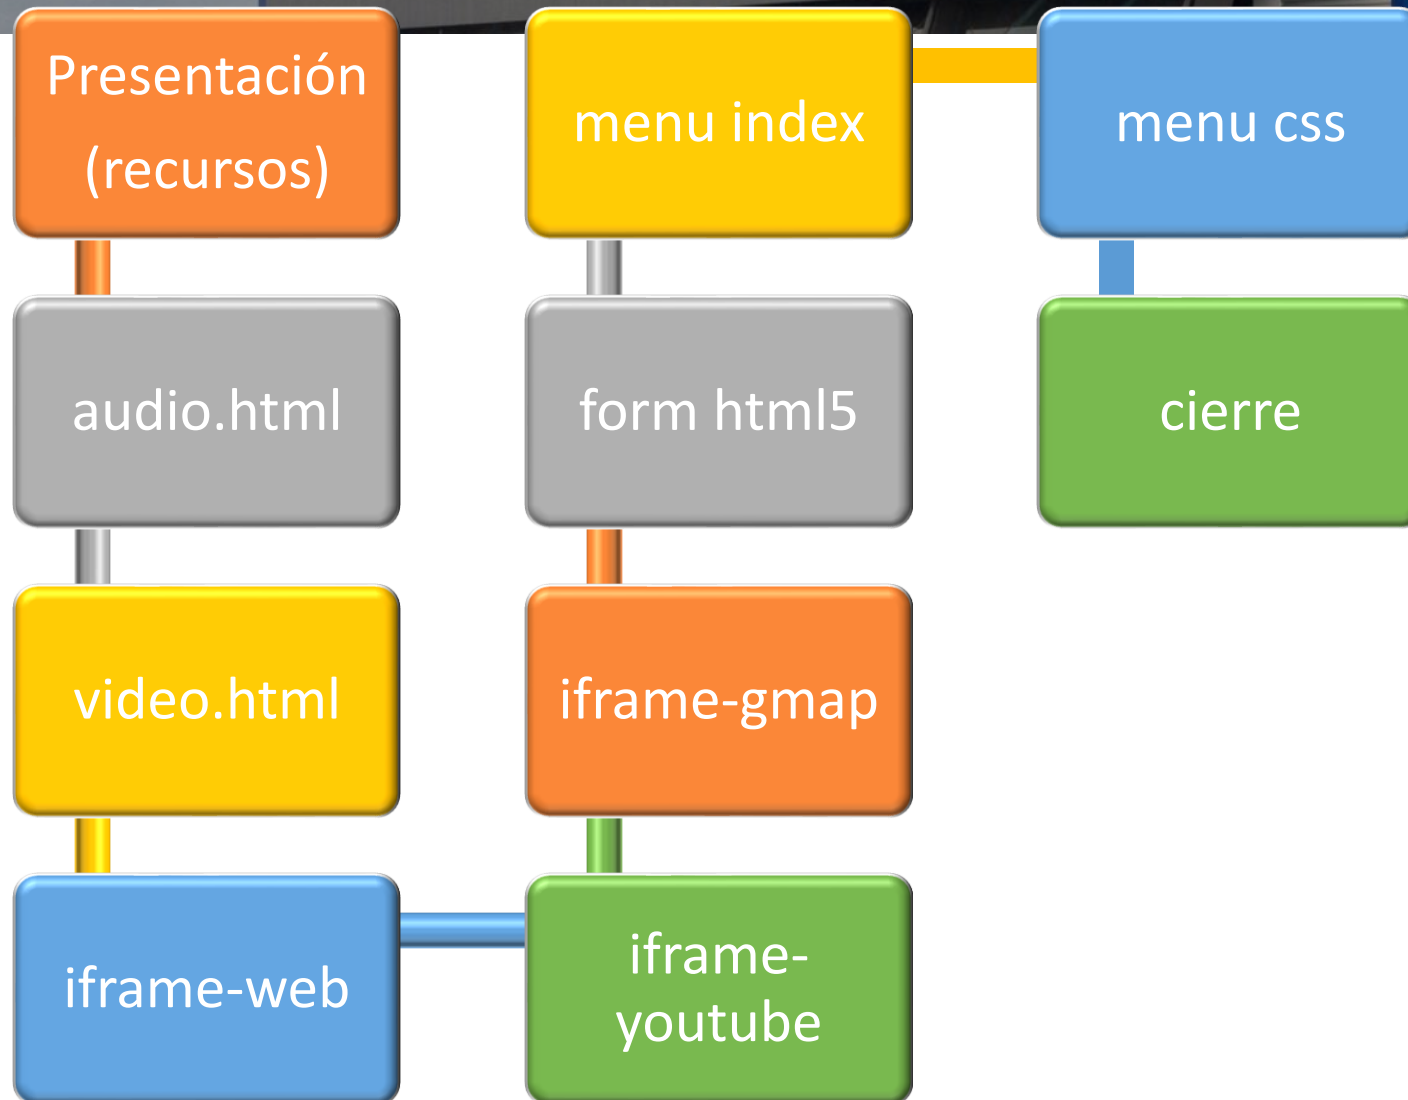 Presentación
(recursos)
audio.html
video.html
iframe-web
iframe-
youtube
iframe-gmap
form html5
menu index
menu css
cierre